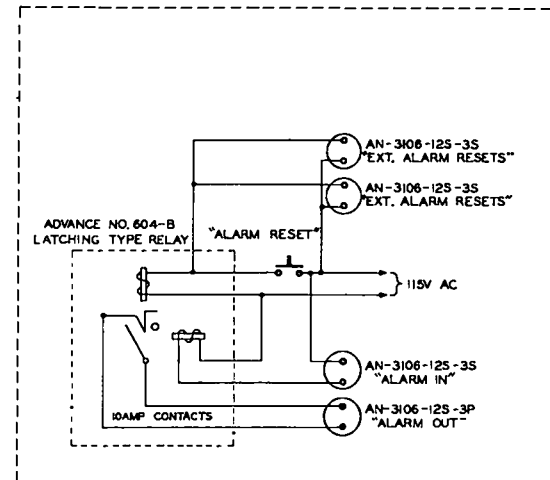 AN-3106-12S-3S
"EXT. ALARM RESETS"
AN-3106-12S-3S
"EXT. ALARM RESETS"
ADVANCE NO. 604-B
LATCHING TYPE RELAY
"ALARM RESET"
115V AC
AN-3106-12S-3S
"ALARM IN"
AN-3106-12S-3P
"ALARM OUT"
10AMP CONTACTS